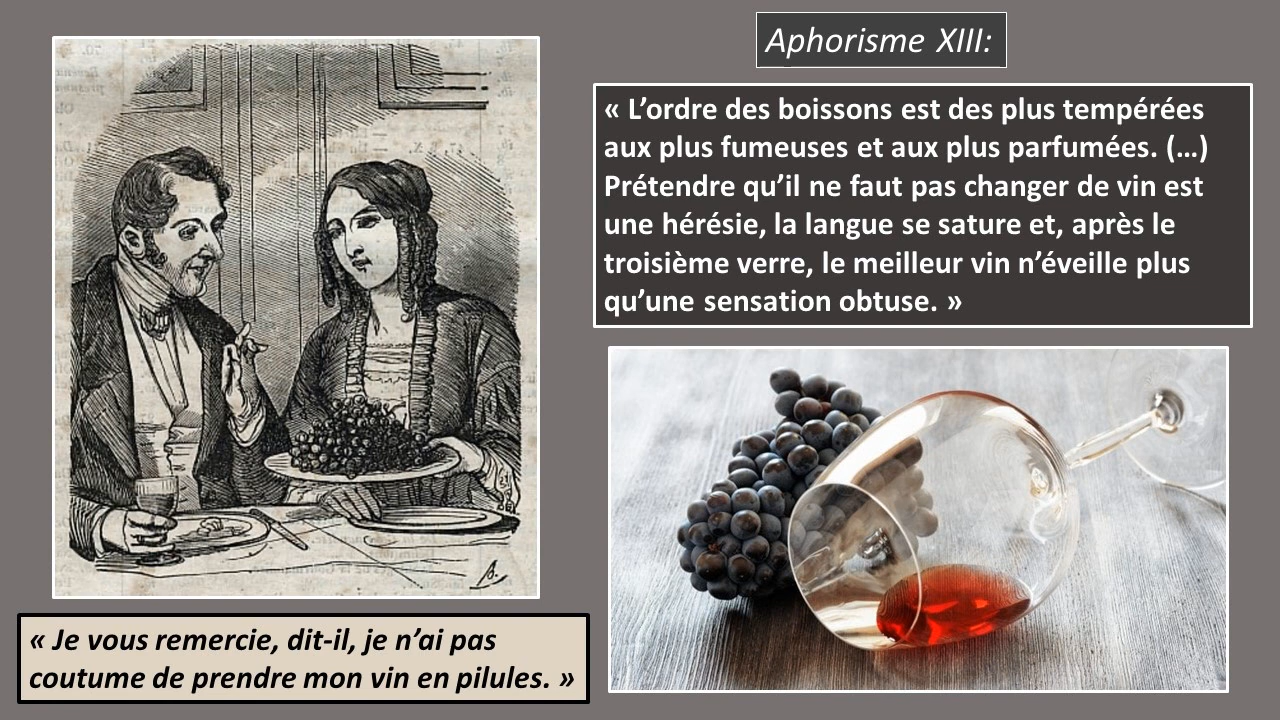 Aphorisme XIII:
« L’ordre des boissons est des plus tempérées
aux plus fumeuses et aux plus parfumées. (…)
Prétendre qu’il ne faut pas changer de vin est
une hérésie, la langue se sature et, après le
troisième verre, le meilleur vin n’éveille plus
qu’une sensation obtuse. »
« Je vous remercie, dit-il, je n’ai pas
coutume de prendre mon vin en pilules. »